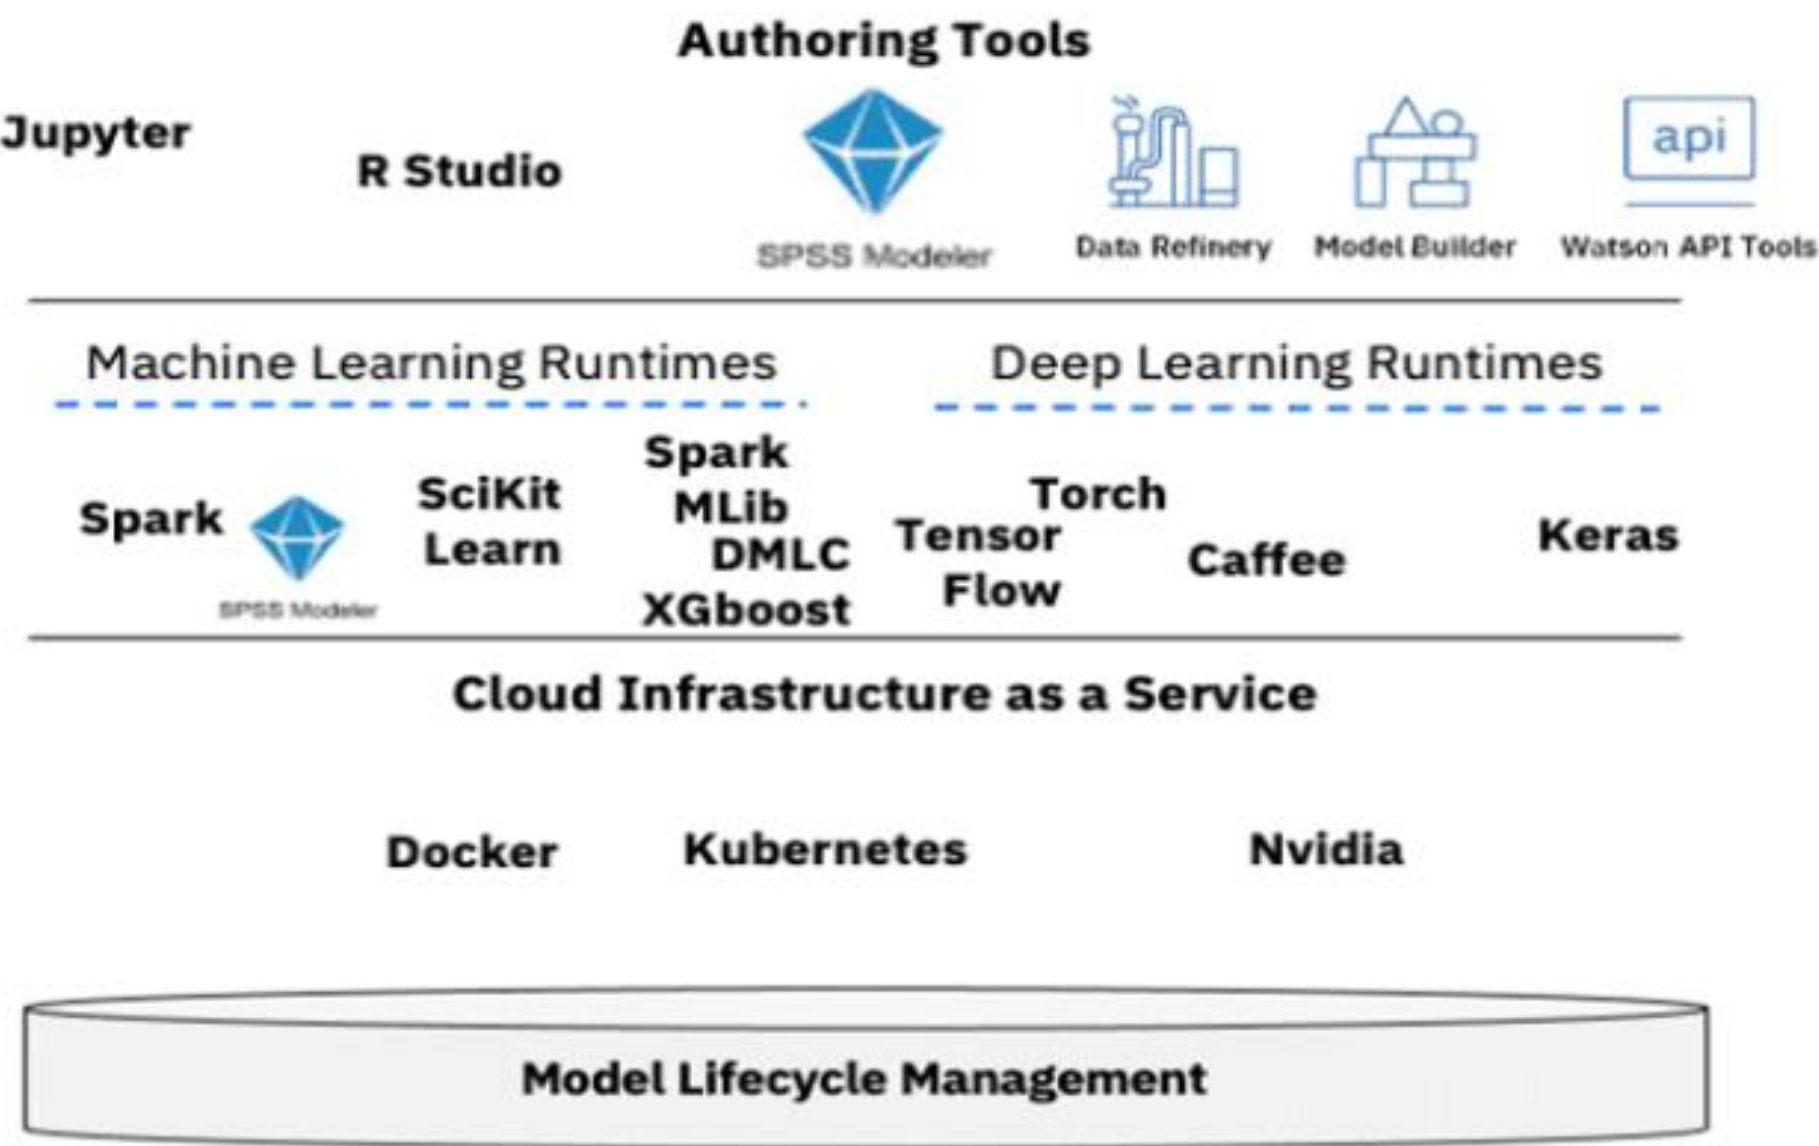 Authoring Tools
Jupyter
R Studio
SPSS Modeler
Data Refinery
Model Builder
api
Watson API Tools
Machine Learning Runtimes
Deep Learning Runtimes
Spark
SPSS Modeler
SciKit
Learn
Spark
MLib
DMLC
XGboost
Tensor
Flow
Torch
Caffee
Keras
Cloud Infrastructure as a Service
Docker
Kubernetes
Nvidia
Model Lifecycle Management